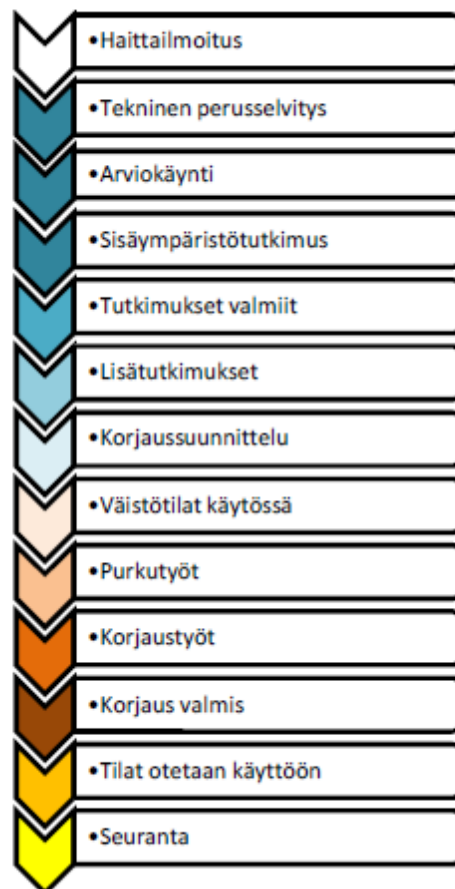 •Haittailmoitus
•Tekninen perusselvitys
•Arviokäynti
•Sisäympäristötutkimus
•Tutkimukset valmiit
•Lisätutkimukset
•Korjaussuunnittelu
•Väistötilat käytössä
•Purkutyöt
•Korjaustyöt
•Korjaus valmis
•Tilat otetaan käyttöön
•Seuranta